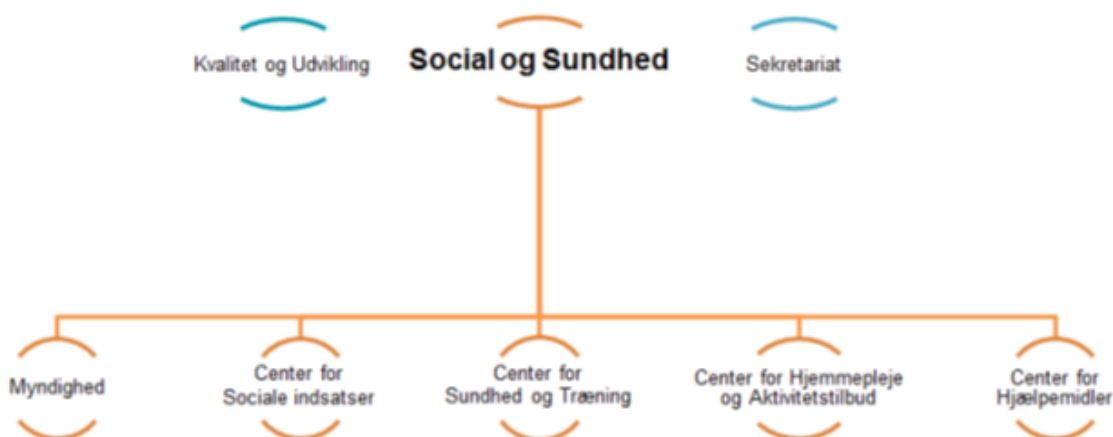 Kvalitet og Udvikling
Social og Sundhed
Sekretariat
Myndighed
Center for
Sociale indsatser
Center for
Sundhed og Træning
Center for Hjemmepleje
og Aktivitetstilbud
Center for
Hjælpemidler